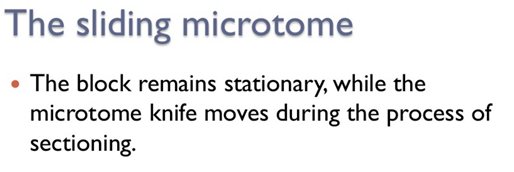 The sliding microtome
• The block remains stationary, while the
microtome knife moves during the process of
sectioning.